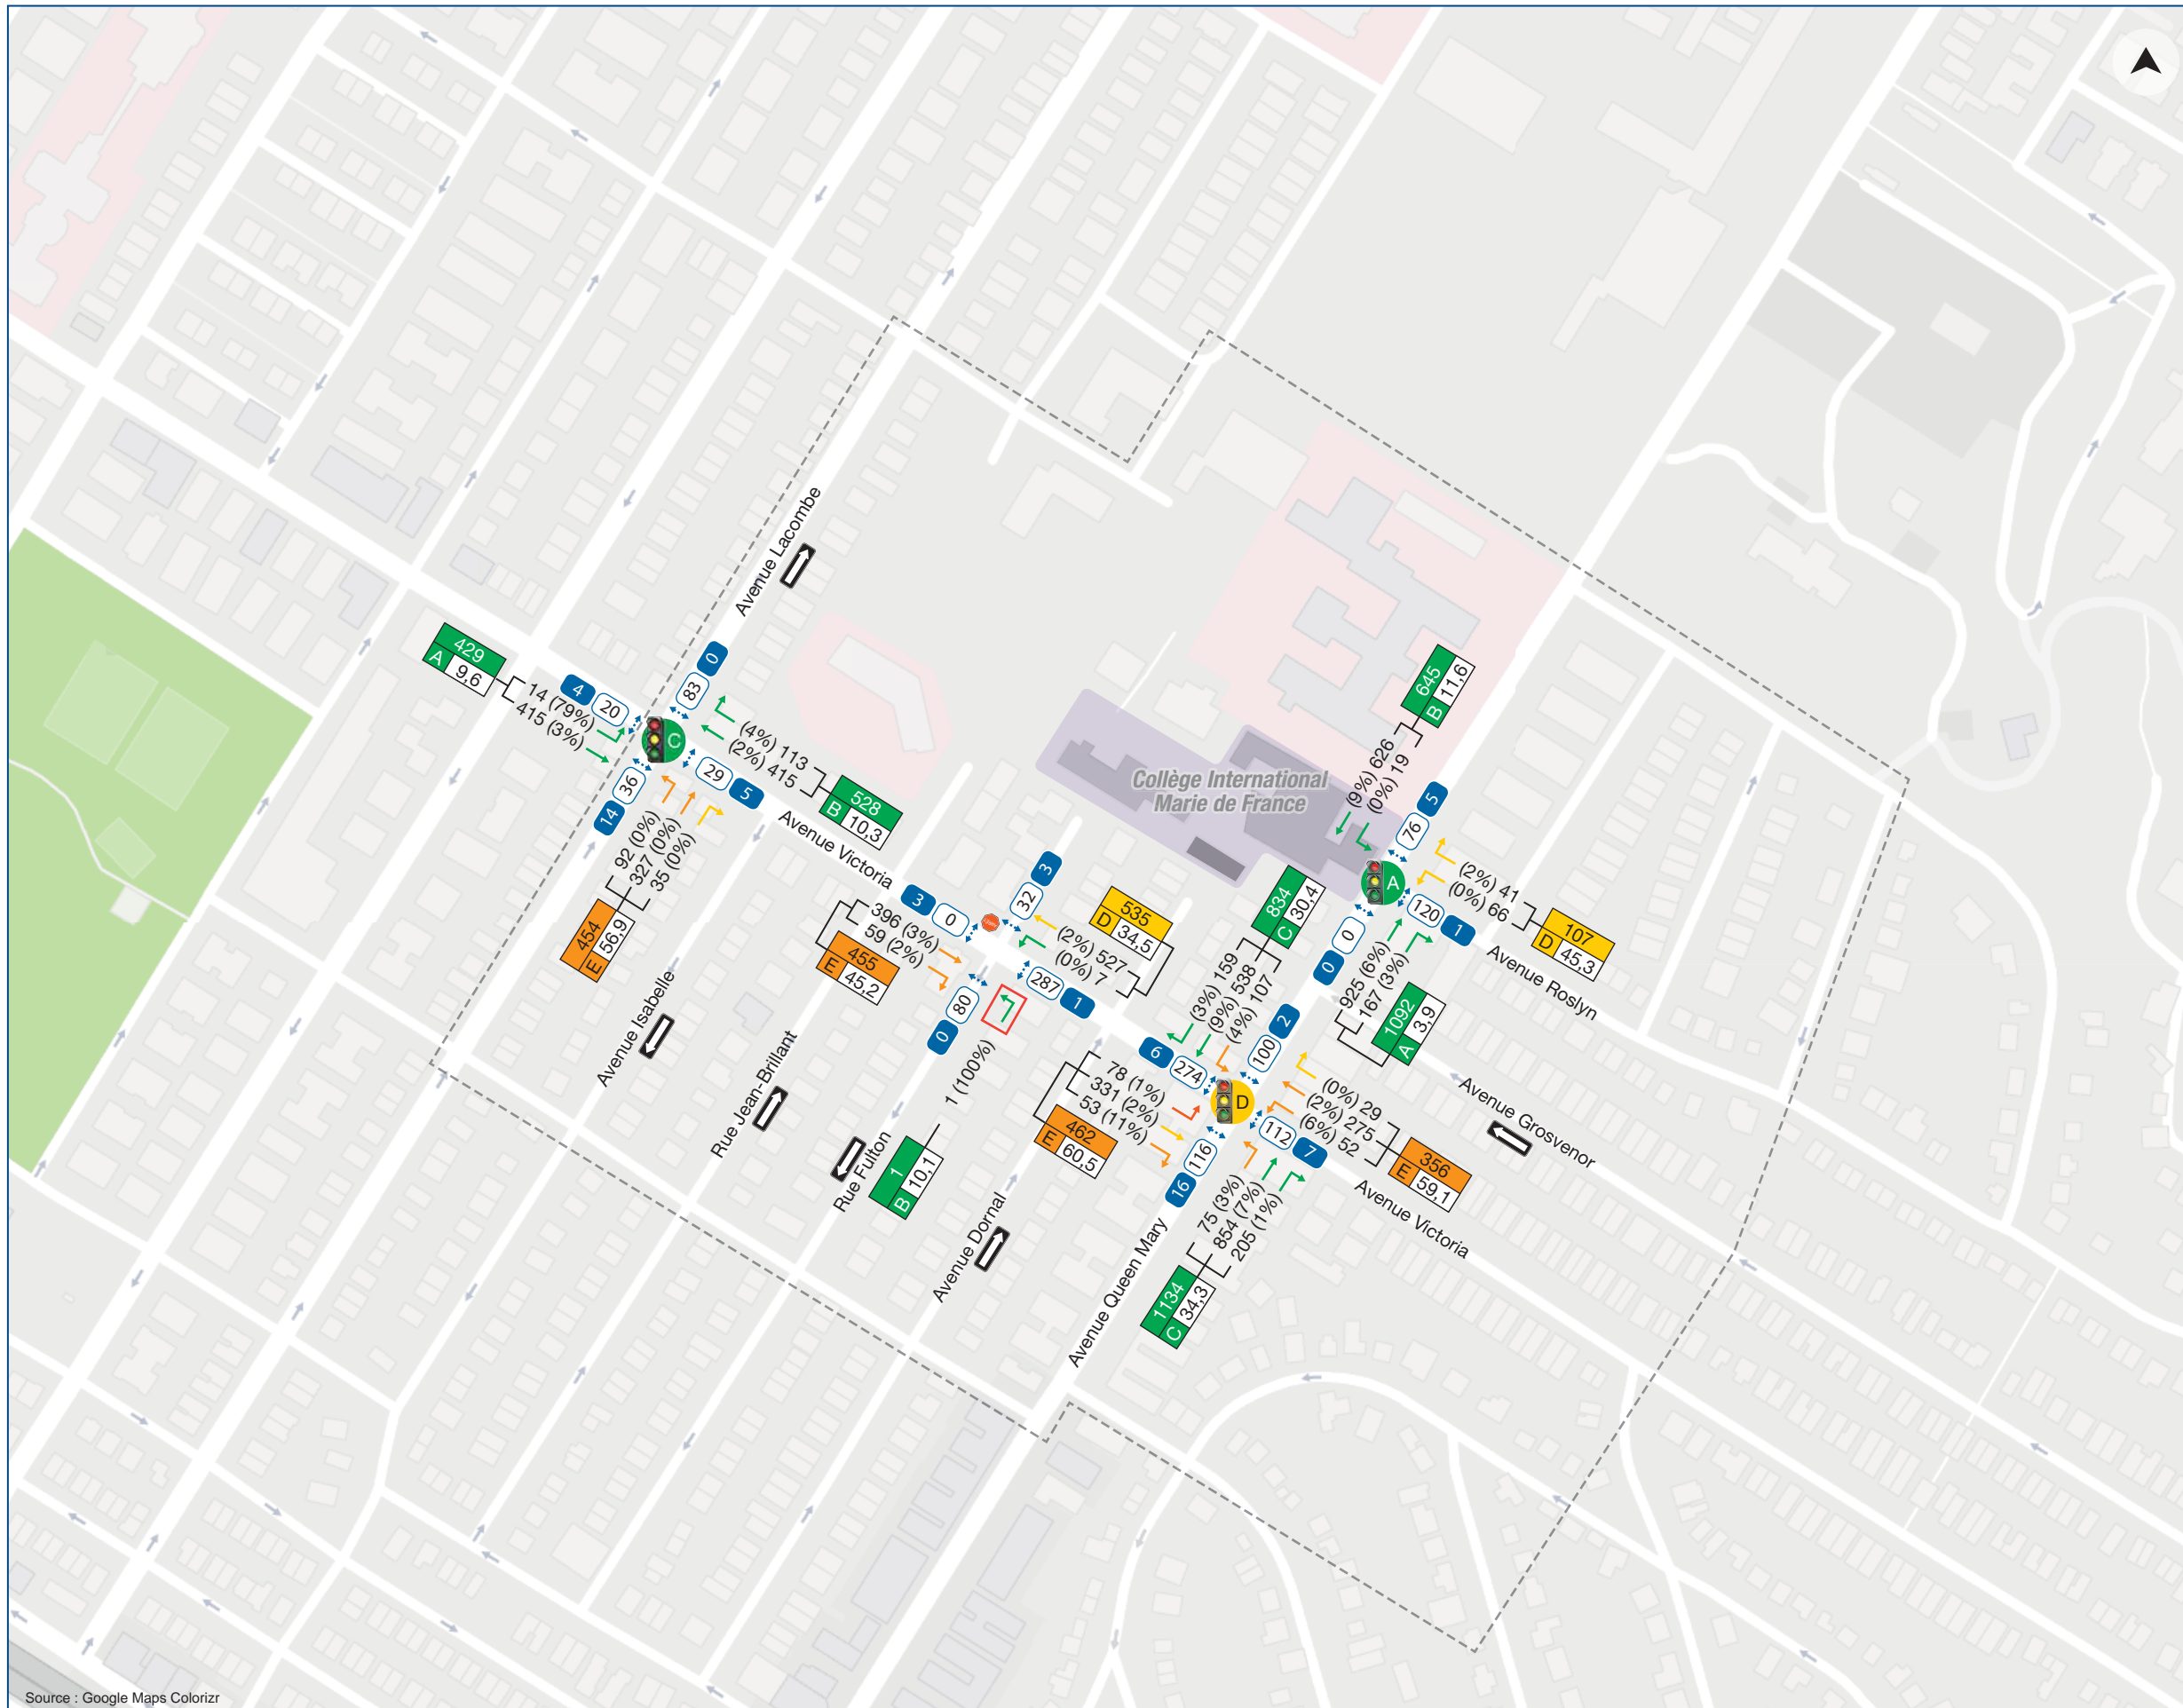 Avenue Lacombe
429
A 9,6
14 (79%)
415 (3%)
4
20
0
83
C
(4%) 113
(2%) 415
528
B 10,3
29
5
36
14
92 (0%)
327 (0%)
35 (0%)
454
E 56,9
Avenue Victoria
Avenue Isabelle
Rue Jean-Brillant
Rue Fulton
Avenue Dornal
Collège International
Marie de France
3
32
3
0
396 (3%)
59 (2%)
455
E 45,2
535
D 34,5
(2%) 527
(0%) 7
287
1
80
0
1 (100%)
1
B 10,1
645
B 11,6
(9%) 626
(0%) 19
5
76
A
(2%) 41
(0%) 66
107
D 45,3
120
1
Avenue Roslyn
0
0
925 (6%)
167 (3%)
1092
A 3,9
834
C 30,4
(3%) 159
(9%) 538
(4%) 107
2
100
6
274
D
78 (1%)
331 (2%)
53 (11%)
462
E 60,5
(0%) 29
(2%) 275
(6%) 52
356
E 59,1
112
7
116
16
75 (3%)
854 (7%)
205 (1%)
1134
C 34,3
Avenue Grosvenor
Avenue Victoria
Avenue Queen Mary
Source : Google Maps Colorizr